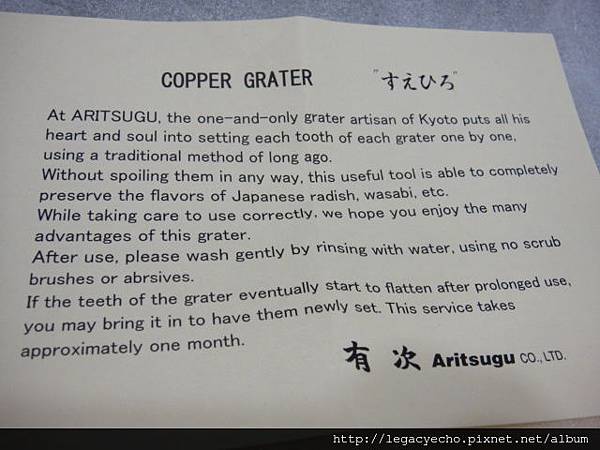 COPPER GRATER "すえひろ"
At ARITSUGU, the one-and-only grater artisan of Kyoto puts all his
heart and soul into setting each tooth of each grater one by one,
using a traditional method of long ago.
Without spoiling them in any way, this useful tool is able to completely
preserve the flavors of Japanese radish, wasabi, etc.
While taking care to use correctly, we hope you enjoy the many
advantages of this grater.
After use, please wash gently by rinsing with water, using no scrub
brushes or abrsives.
If the teeth of the grater eventually start to flatten after prolonged use,
you may bring it in to have them newly set. This service takes
approximately one month.
有次 Aritsugu CO., LTD.
http://legacyecho.pixnet.net/album